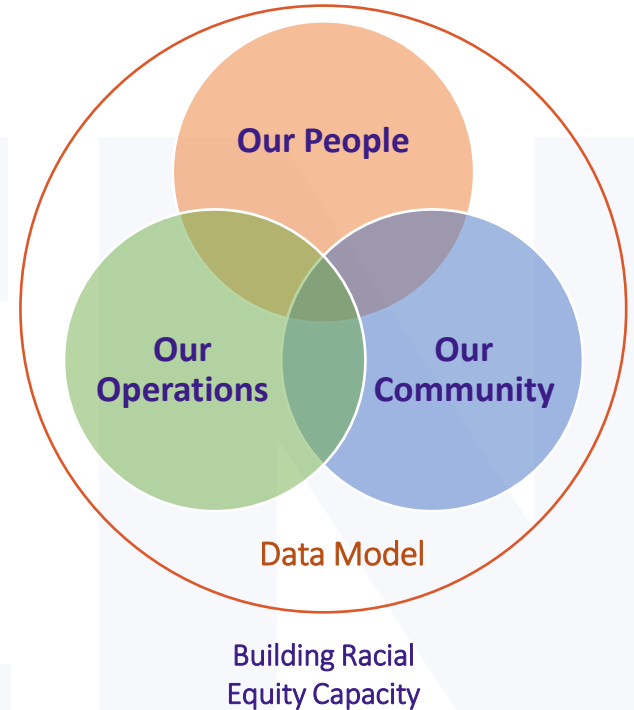 Our People
Our
Operations
Our
Community
Data Model
Building Racial
Equity Capacity